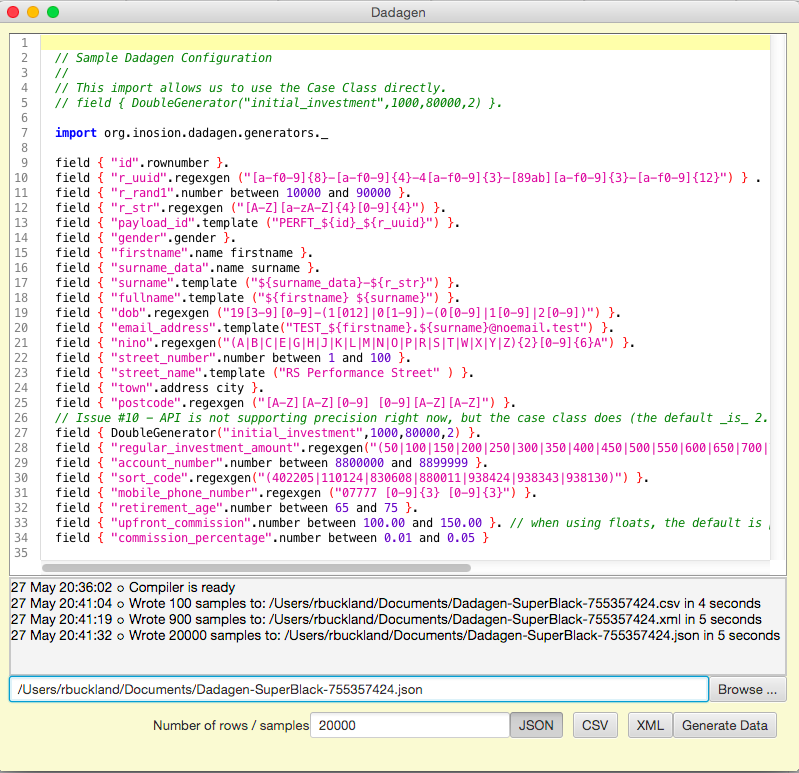 Dadagen
1
2 // Sample Dadagen Configuration
3 //
4 // This import allows us to use the Case Class directly.
5 // field { DoubleGenerator("initial_investment",1000,80000,2) }.
6
7 import org.inosion.dadagen.generators._
8
9 field { "id".rownumber }.
10 field { "r_uuid".regexgen ("[a-f0-9]{8}-[a-f0-9]{4}-4[a-f0-9]{3}-[89ab][a-f0-9]{3}-[a-f0-9]{12}") } .
11 field { "r_rand1".number between 10000 and 90000 }.
12 field { "r_str".regexgen ("[A-Z][a-zA-Z]{4}[0-9]{4}") }.
13 field { "payload_id".template ("PERFT_${id}_${r_uuid}") }.
14 field { "gender".gender }.
15 field { "firstname".name firstname }.
16 field { "surname_data".name surname }.
17 field { "surname".template ("${surname_data}-${r_str}") }.
18 field { "fullname".template ("${firstname} ${surname}") }.
19 field { "dob".regexgen ("19[3-9][0-9]-(1[012]|0[1-9])-(0[0-9]|1[0-9]|2[0-9])") }.
20 field { "email_address".template("TEST_${firstname}.${surname}@noemail.test") }.
21 field { "nino".regexgen("(A|B|C|E|G|H|J|K|L|M|N|O|P|R|S|T|W|X|Y|Z){2}[0-9]{6}A") }.
22 field { "street_number".number between 1 and 100 }.
23 field { "street_name".template ("RS Performance Street" ) }.
24 field { "town".address city }.
25 field { "postcode".regexgen ("[A-Z][A-Z][0-9] [0-9][A-Z][A-Z]") }.
26 // Issue #10 – API is not supporting precision right now, but the case class does (the default _is_ 2.
27 field { DoubleGenerator("initial_investment",1000,80000,2) }.
28 field { "regular_investment_amount".regexgen("(50|100|150|200|250|300|350|400|450|500|550|600|650|700|
29 field { "account_number".number between 8800000 and 8899999 }.
30 field { "sort_code".regexgen("(402205|110124|830608|880011|938424|938343|938130)") }.
31 field { "mobile_phone_number".regexgen ("07777 [0-9]{3} [0-9]{3}") }.
32 field { "retirement_age".number between 65 and 75 }.
33 field { "upfront_commission".number between 100.00 and 150.00 }. // when using floats, the default is
34 field { "commission_percentage".number between 0.01 and 0.05 }
35
27 May 20:36:02 o Compiler is ready
27 May 20:41:04 o Wrote 100 samples to: /Users/rbuckland/Documents/Dadagen-SuperBlack-755357424.csv in 4 seconds
27 May 20:41:19 o Wrote 900 samples to: /Users/rbuckland/Documents/Dadagen-SuperBlack-755357424.xml in 5 seconds
27 May 20:41:32 o Wrote 20000 samples to: /Users/rbuckland/Documents/Dadagen-SuperBlack-755357424.json in 5 seconds
/Users/rbuckland/Documents/Dadagen-SuperBlack-755357424.json Browse ...
Number of rows / samples 20000 JSON CSV XML Generate Data